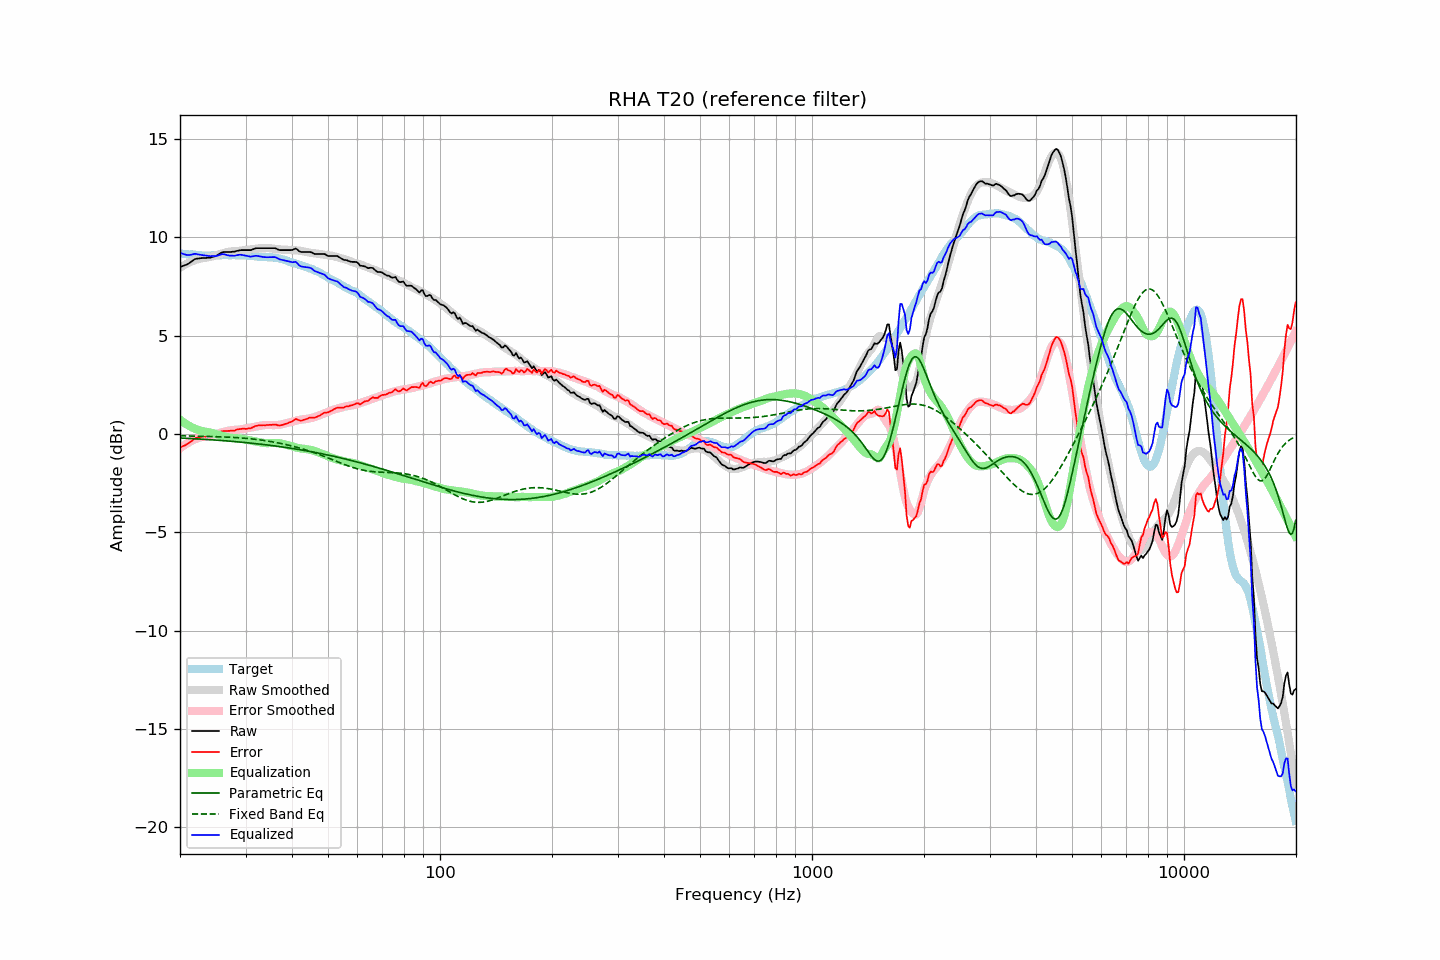 RHA T20 (reference filter)
15
10
5
0
−5
−10
−15
−20
Amplitude (dBr)
Target
Raw Smoothed
Error Smoothed
Raw
Error
Equalization
Parametric Eq
Fixed Band Eq
Equalized
100
1000
10000
Frequency (Hz)